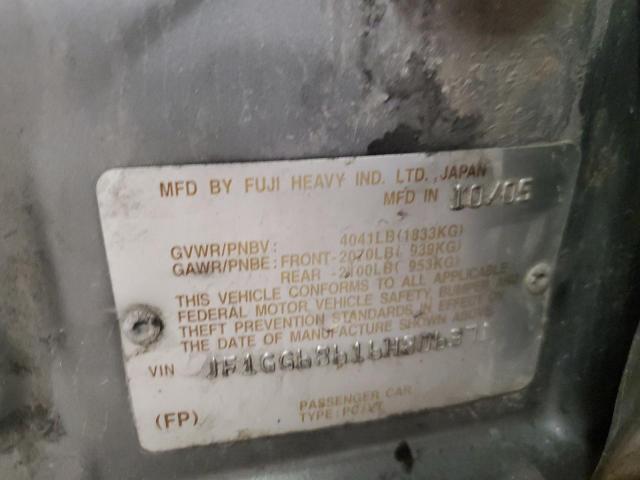 MFD BY FUJI HEAVY IND. LTD., JAPAN
MFD IN 10/05
GVWR/PNBV: 4041LB(1833KG)
GAWR/PNBE: FRONT-2070LB( 939KG)
REAR -2100LB( 953KG)
THIS VEHICLE CONFORMS TO ALL APPLICABLE
FEDERAL MOTOR VEHICLE SAFETY, BUMPER AND
THEFT PREVENTION STANDARDS IN EFFECT ON
THE DATE OF MANUFACTURE SHOWN ABOVE.
VIN
PASSENGER CAR
(FP) TYPE: